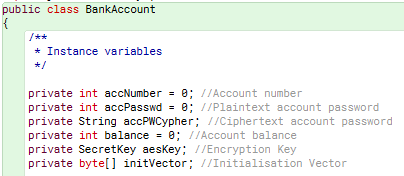 public class BankAccount
{
/**
* Instance variables
*/
private int accNumber = 0; //Account number
private int accPasswd = 0; //Plaintext account password
private String accPWCypher; //Ciphertext account password
private int balance = 0; //Account balance
private SecretKey aesKey; //Encryption Key
private byte[] initVector; //Initialisation Vector